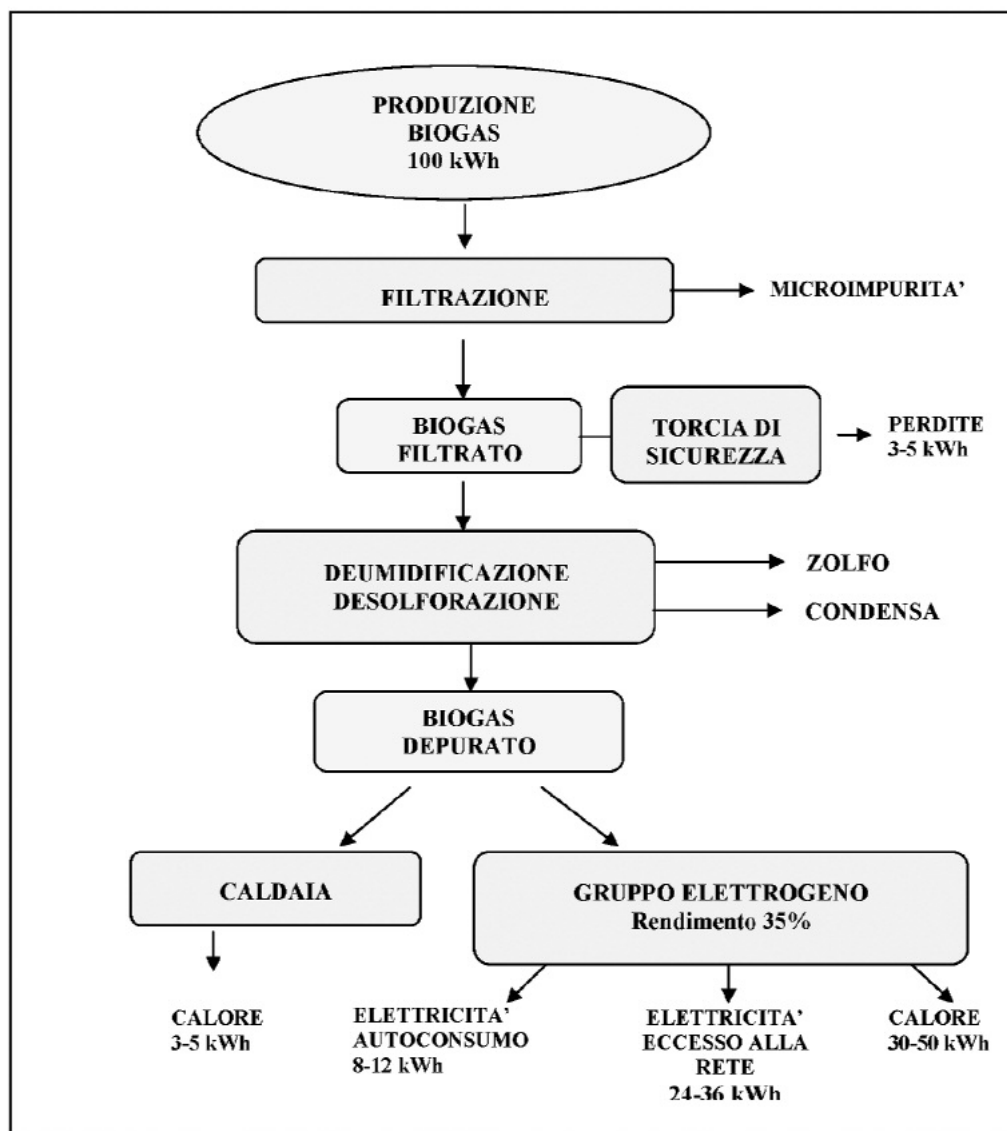 PRODUZIONE
BIOGAS
100 kWh
FILTRAZIONE
MICROIMPURITA’
BIOGAS
FILTRATO
TORCIA DI
SICUREZZA
PERDITE
3-5 kWh
DEUMIDIFICAZIONE
DESOLFORAZIONE
ZOLFO
CONDENSA
BIOGAS
DEPURATO
CALDAIA
GRUPPO ELETTROGENO
Rendimento 35%
CALORE
3-5 kWh
ELETTRICITA’
AUTOCONSUMO
8-12 kWh
ELETTRICITA’
ECCESSO ALLA
RETE
24-36 kWh
CALORE
30-50 kWh